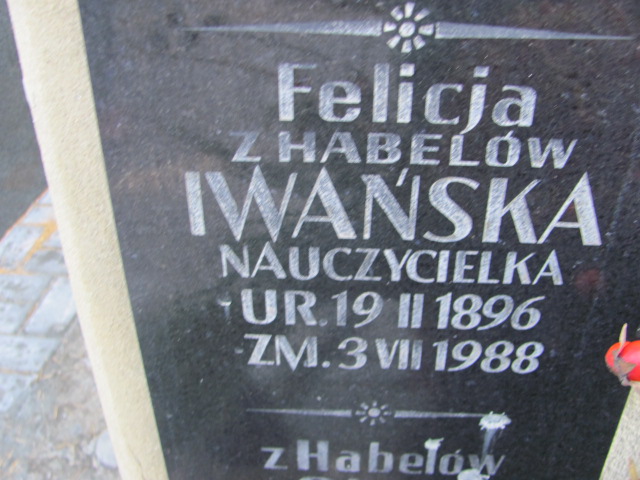 Felicja
Z HABELÓW
IWAŃSKA
NAUCZYCIELKA
UR. 19 II 1896
ZM. 3 VII 1988
z Habelów